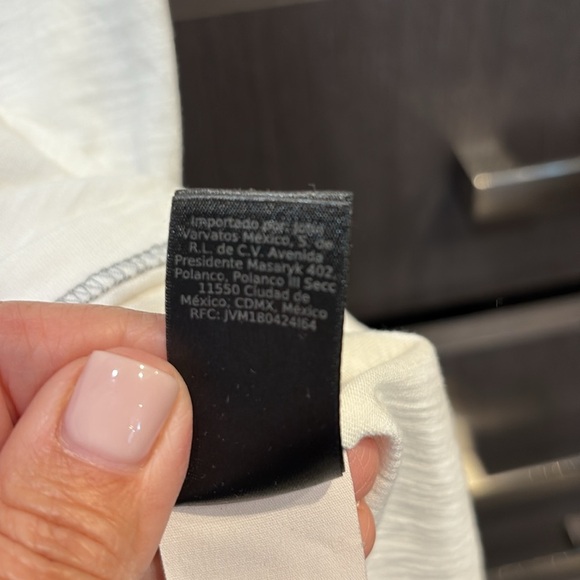 Importado por: John
Varvatos México, S. de
R.L. de C.V. Avenida
Presidente Masaryk 402,
Polanco, Polanco III Secc
11550 Ciudad de
México, CDMX, México
RFC: JVM180424I64